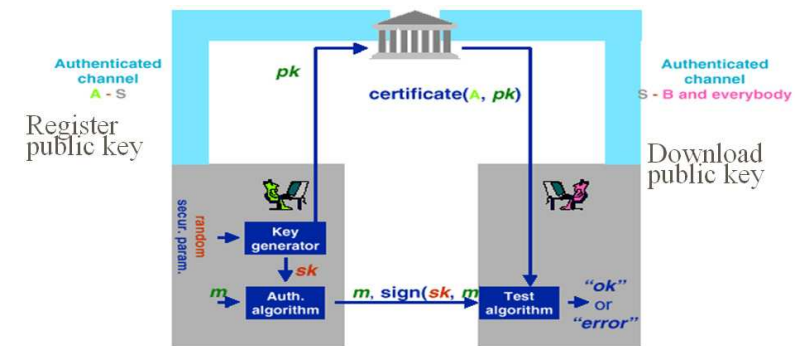 Authenticated
channel
A - S
Register
public key
pk
certificate(A, pk)
Authenticated
channel
S - B and everybody
Download
public key
random
secur. param.
Key
generator
sk
m
Auth.
algorithm
m, sign(sk, m
Test
algorithm
“ok”
or
“error”